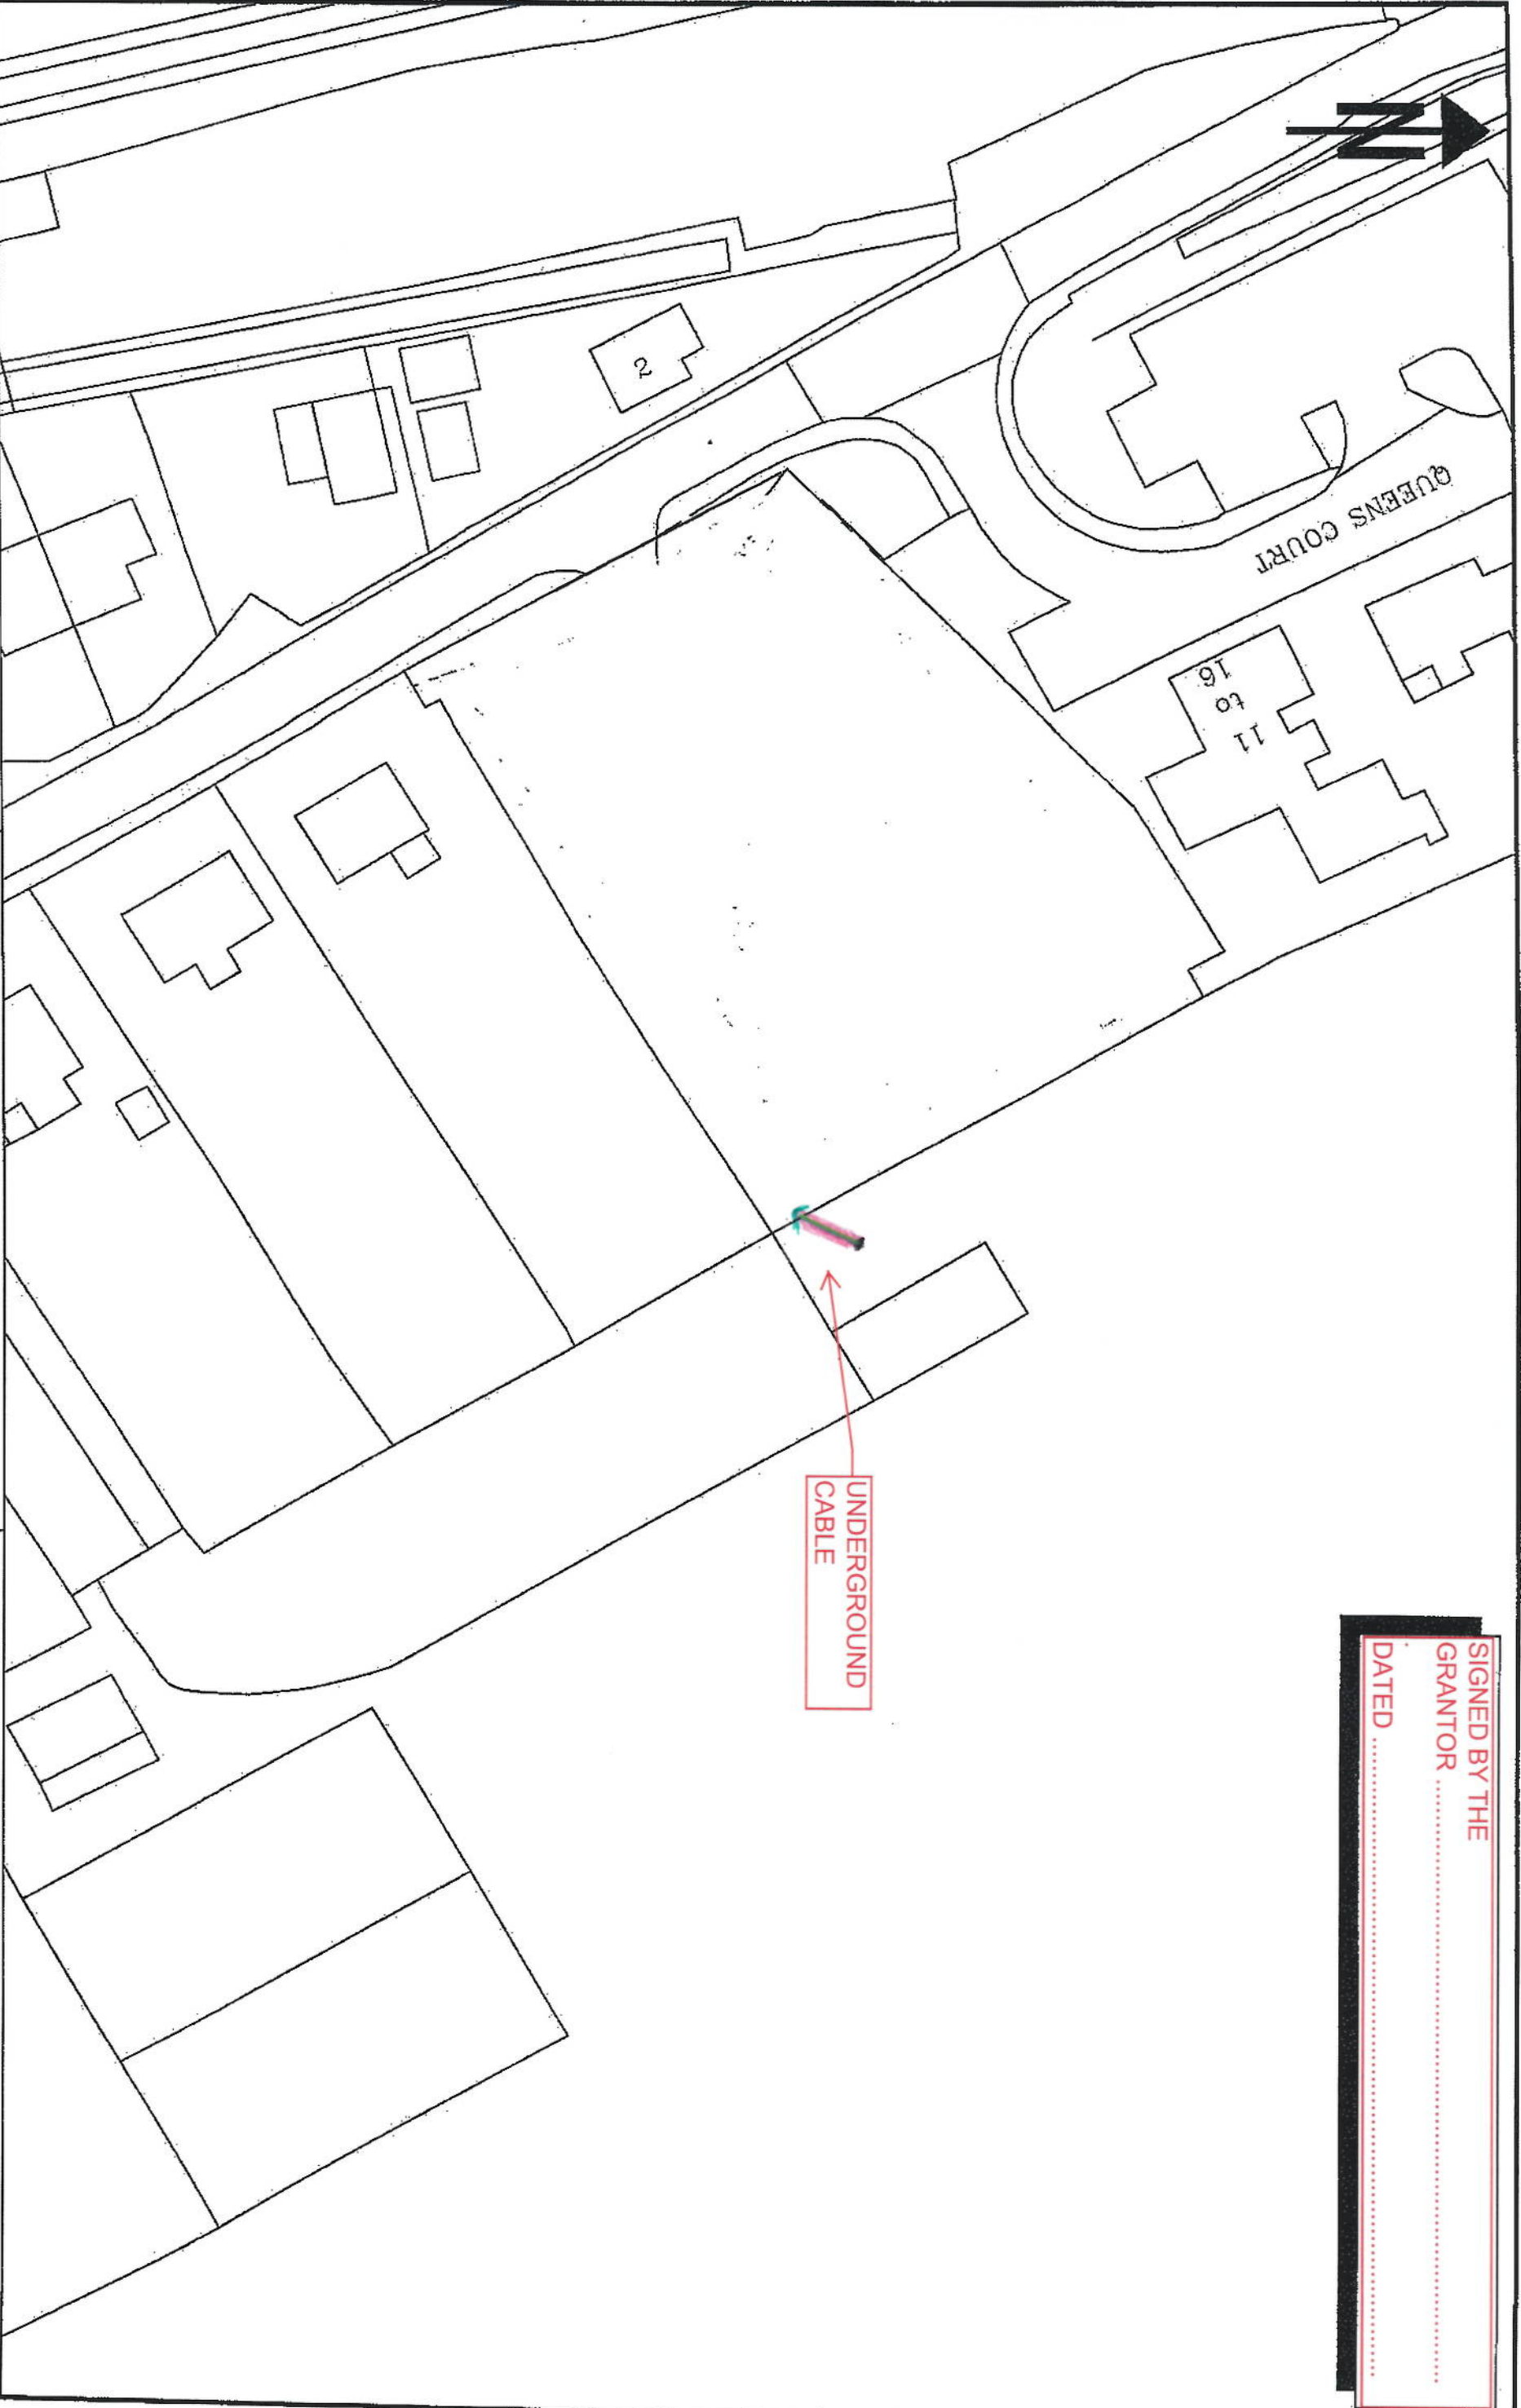 N
SIGNED BY THE
GRANTOR ..............................
DATED ..............................
QUEENS COURT
2
11
to
16
UNDERGROUND
CABLE